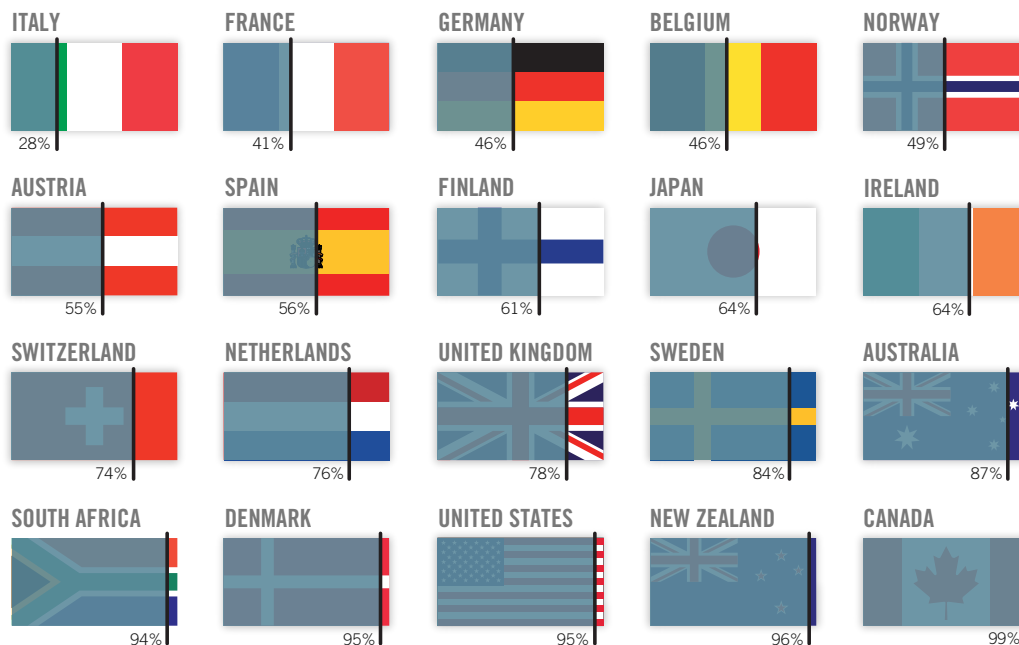 ITALY FRANCE GERMANY BELGIUM NORWAY
28% 41% 46% 46% 49%
AUSTRIA SPAIN FINLAND JAPAN IRELAND
55% 56% 61% 64% 64%
SWITZERLAND NETHERLANDS UNITED KINGDOM SWEDEN AUSTRALIA
74% 76% 78% 84% 87%
SOUTH AFRICA DENMARK UNITED STATES NEW ZEALAND CANADA
94% 95% 95% 96% 99%